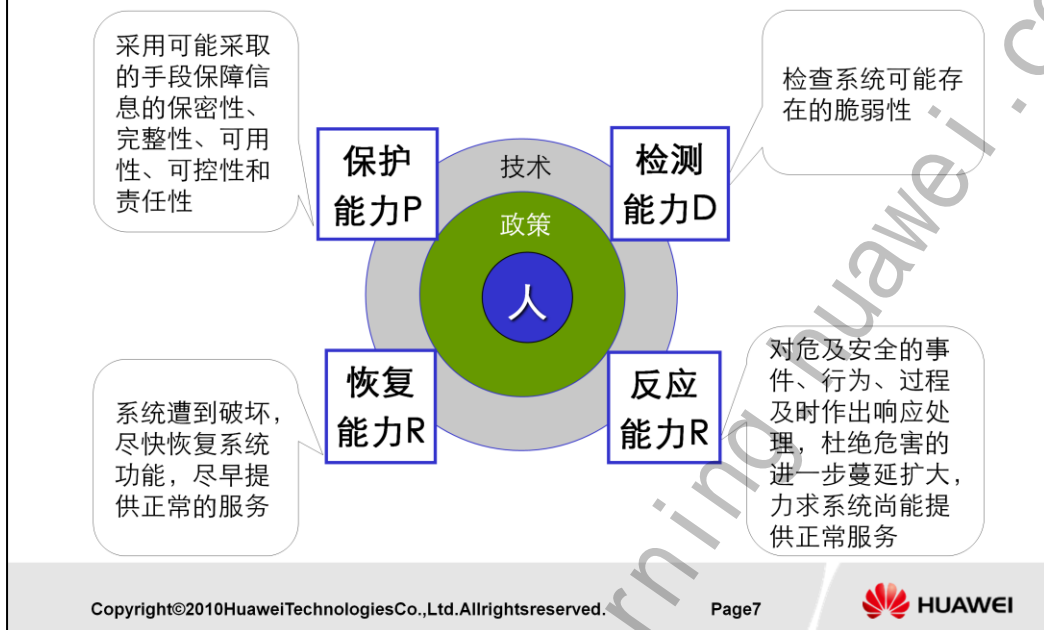 采用可能采取
的手段保障信
息的保密性、
完整性、可用
性、可控性和
责任性
检查系统可能存
在的脆弱性
保护
能力P
技术
检测
能力D
政策
人
恢复
能力R
反应
能力R
系统遭到破坏，
尽快恢复系统
功能，尽早提
供正常的服务
对危及安全的事
件、行为、过程
及时作出响应处
理，杜绝危害的
进一步蔓延扩大，
力求系统尚能提
供正常服务
rning.huawei.co
Copyright©2010HuaweiTechnologiesCo.,Ltd.Allrightsreserved.
Page7
HUAWEI